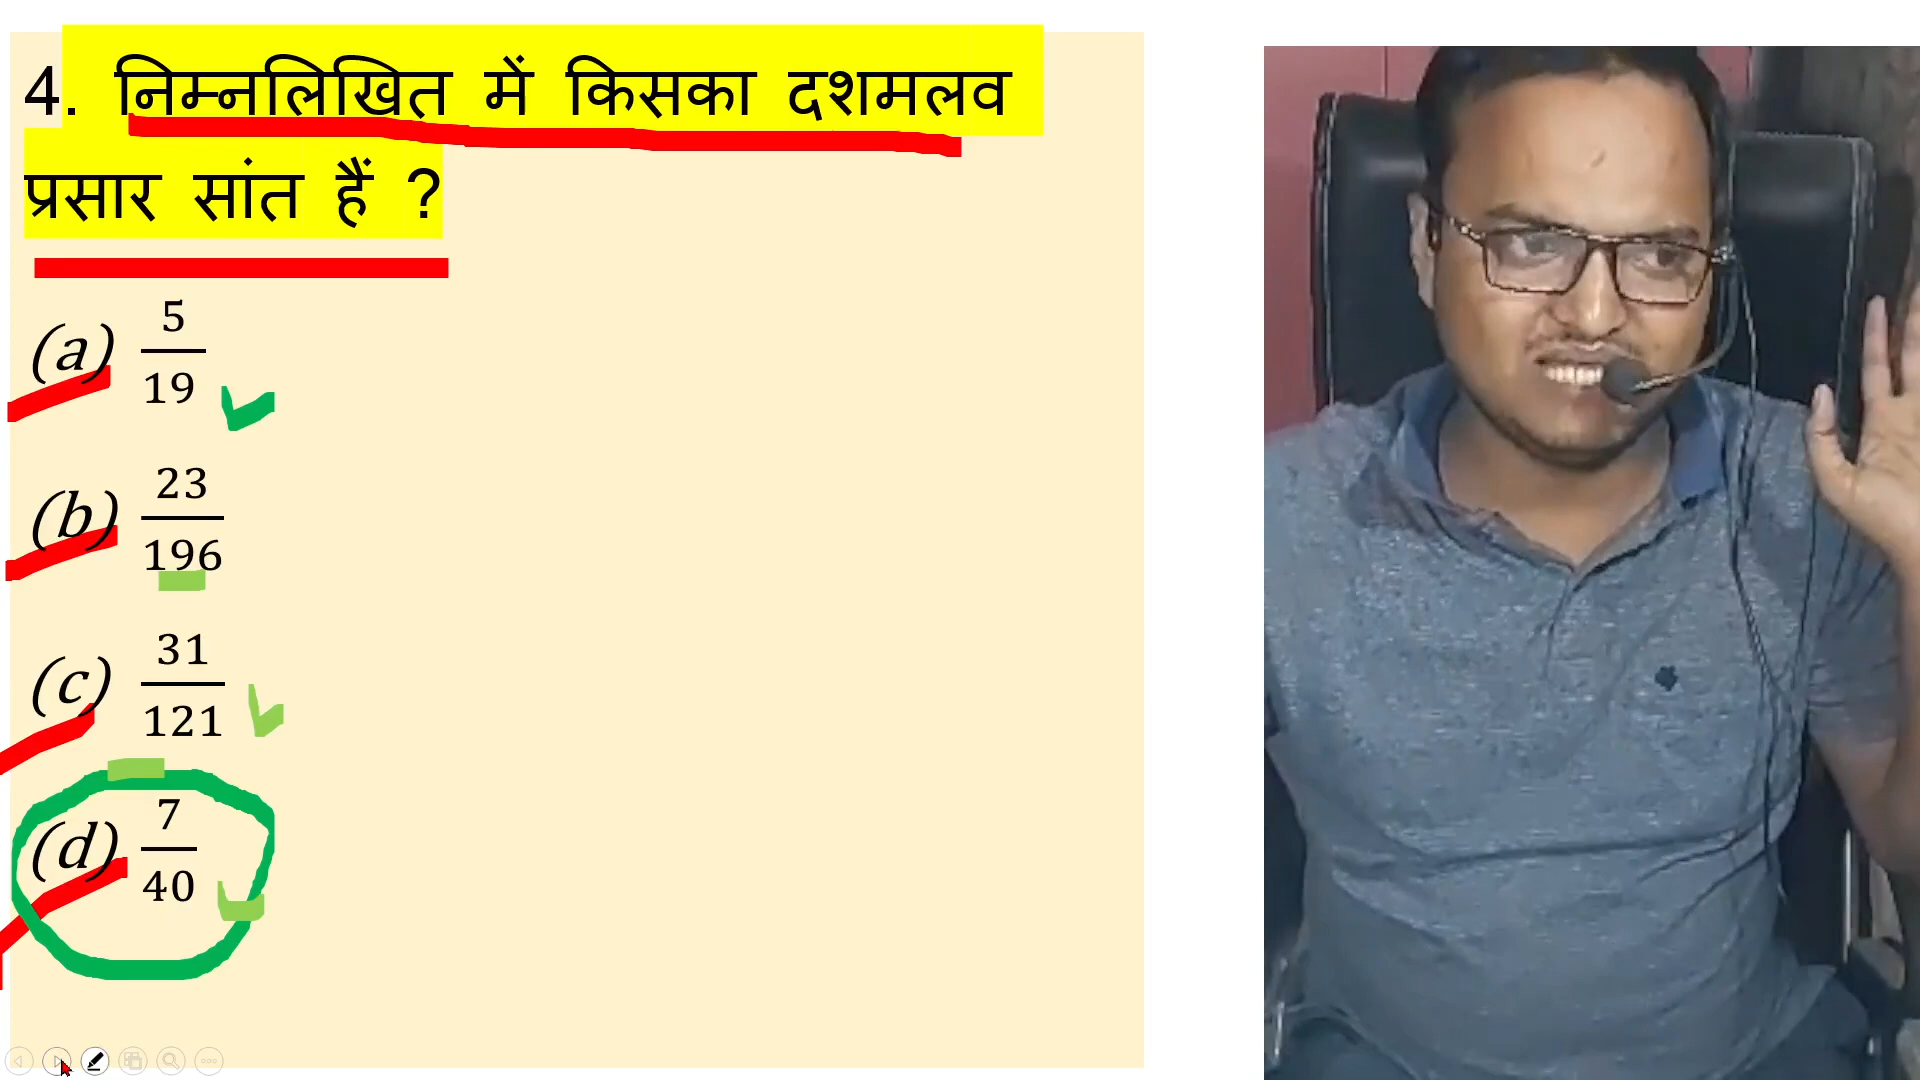 4. निम्नलिखित में किसका दशमलव
प्रसार सांत हैं ?
(a) 5/19
(b) 23/196
(c) 31/121
(d) 7/40